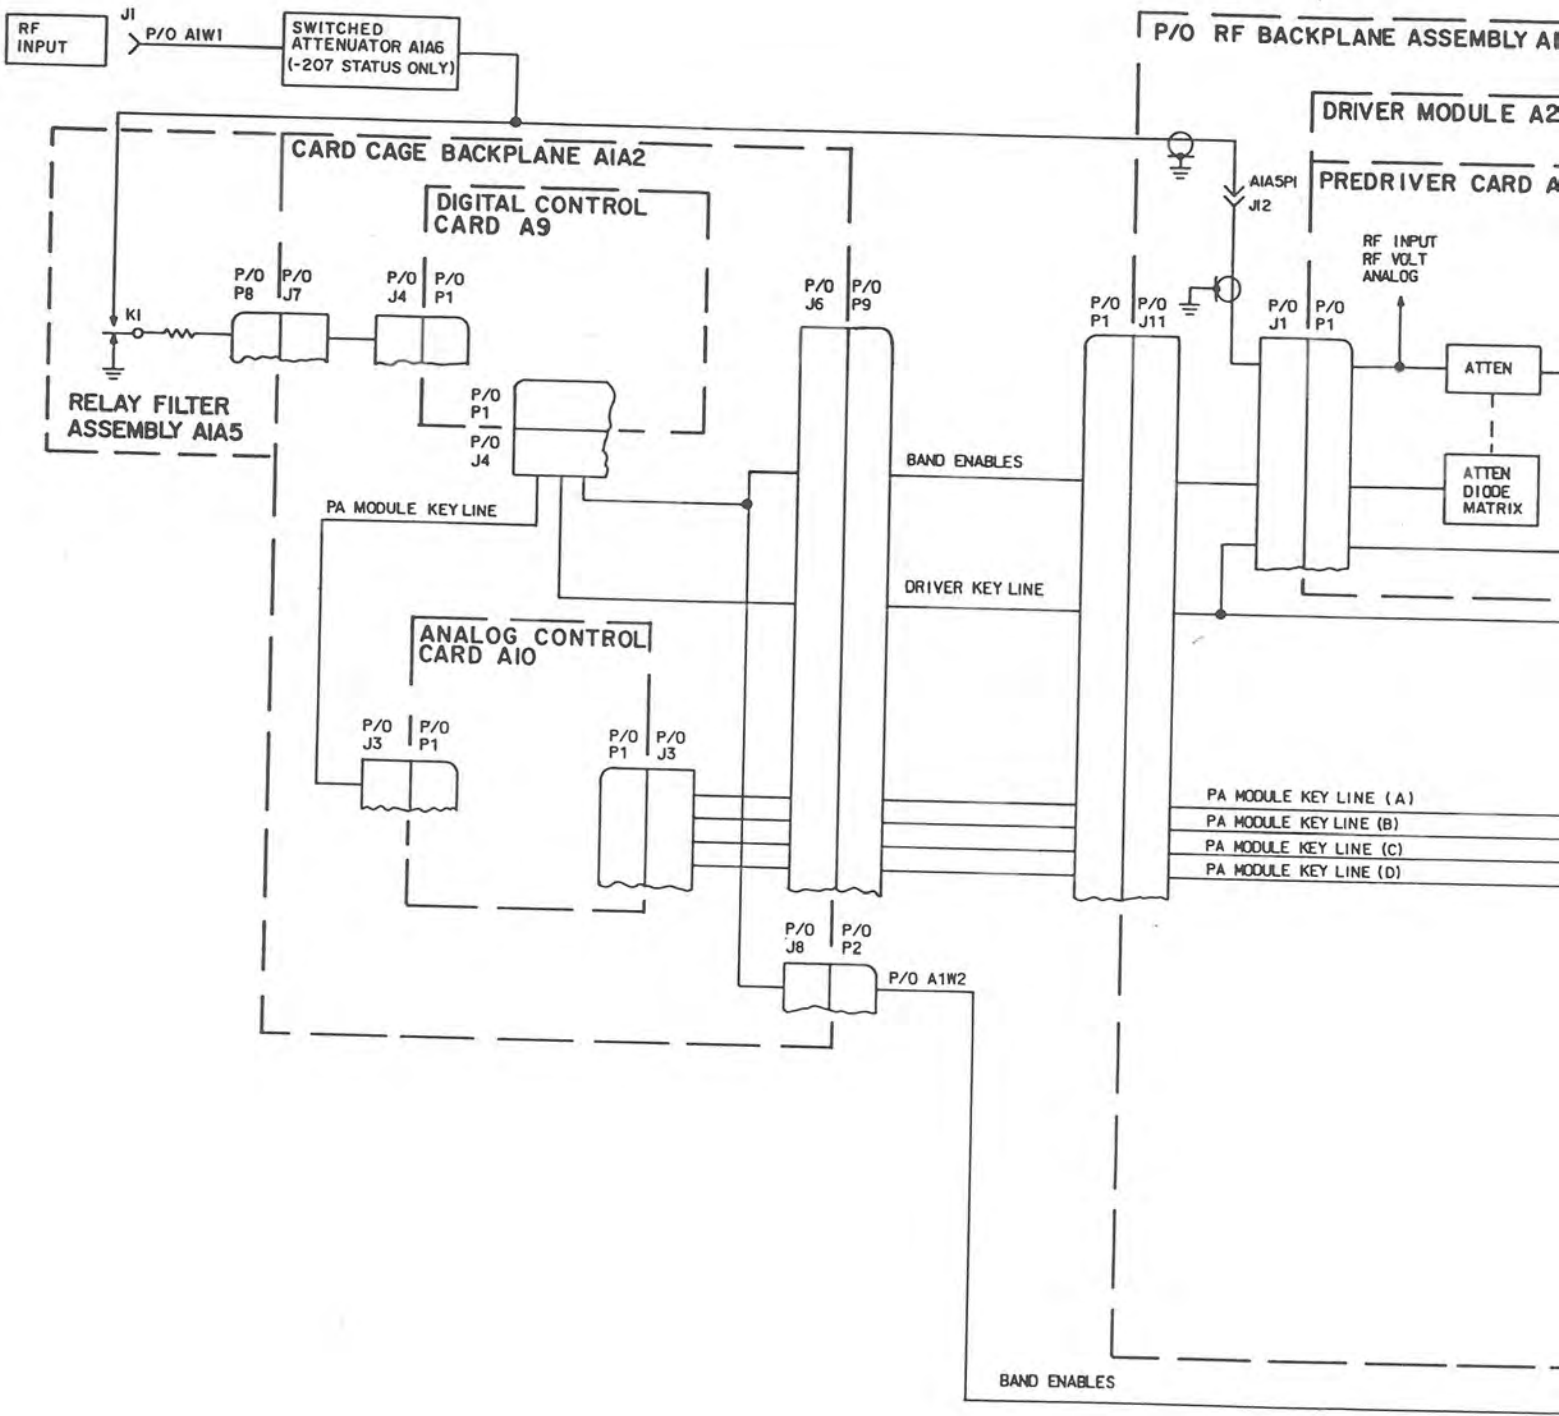 RF
INPUT
J1
P/O A1W1
SWITCHED
ATTENUATOR A1A6
(-207 STATUS ONLY)
P/O RF BACKPLANE ASSEMBLY A1
DRIVER MODULE A2
PREDRIVER CARD A
CARD CAGE BACKPLANE A1A2
DIGITAL CONTROL
CARD A9
A1A5P1
J12
RF INPUT
RF VOLT
ANALOG
P/O P/O
P8 J7
P/O P/O
J4 P1
P/O P/O
J6 P9
P/O P/O
P1 J11
P/O P/O
J1 P1
K1
ATTEN
RELAY FILTER
ASSEMBLY A1A5
P/O
P1
P/O
J4
BAND ENABLES
ATTEN
DIODE
MATRIX
PA MODULE KEY LINE
DRIVER KEY LINE
ANALOG CONTROL
CARD A10
P/O P/O
J3 P1
P/O P/O
P1 J3
PA MODULE KEY LINE (A)
PA MODULE KEY LINE (B)
PA MODULE KEY LINE (C)
PA MODULE KEY LINE (D)
P/O P/O
J8 P2
P/O A1W2
BAND ENABLES